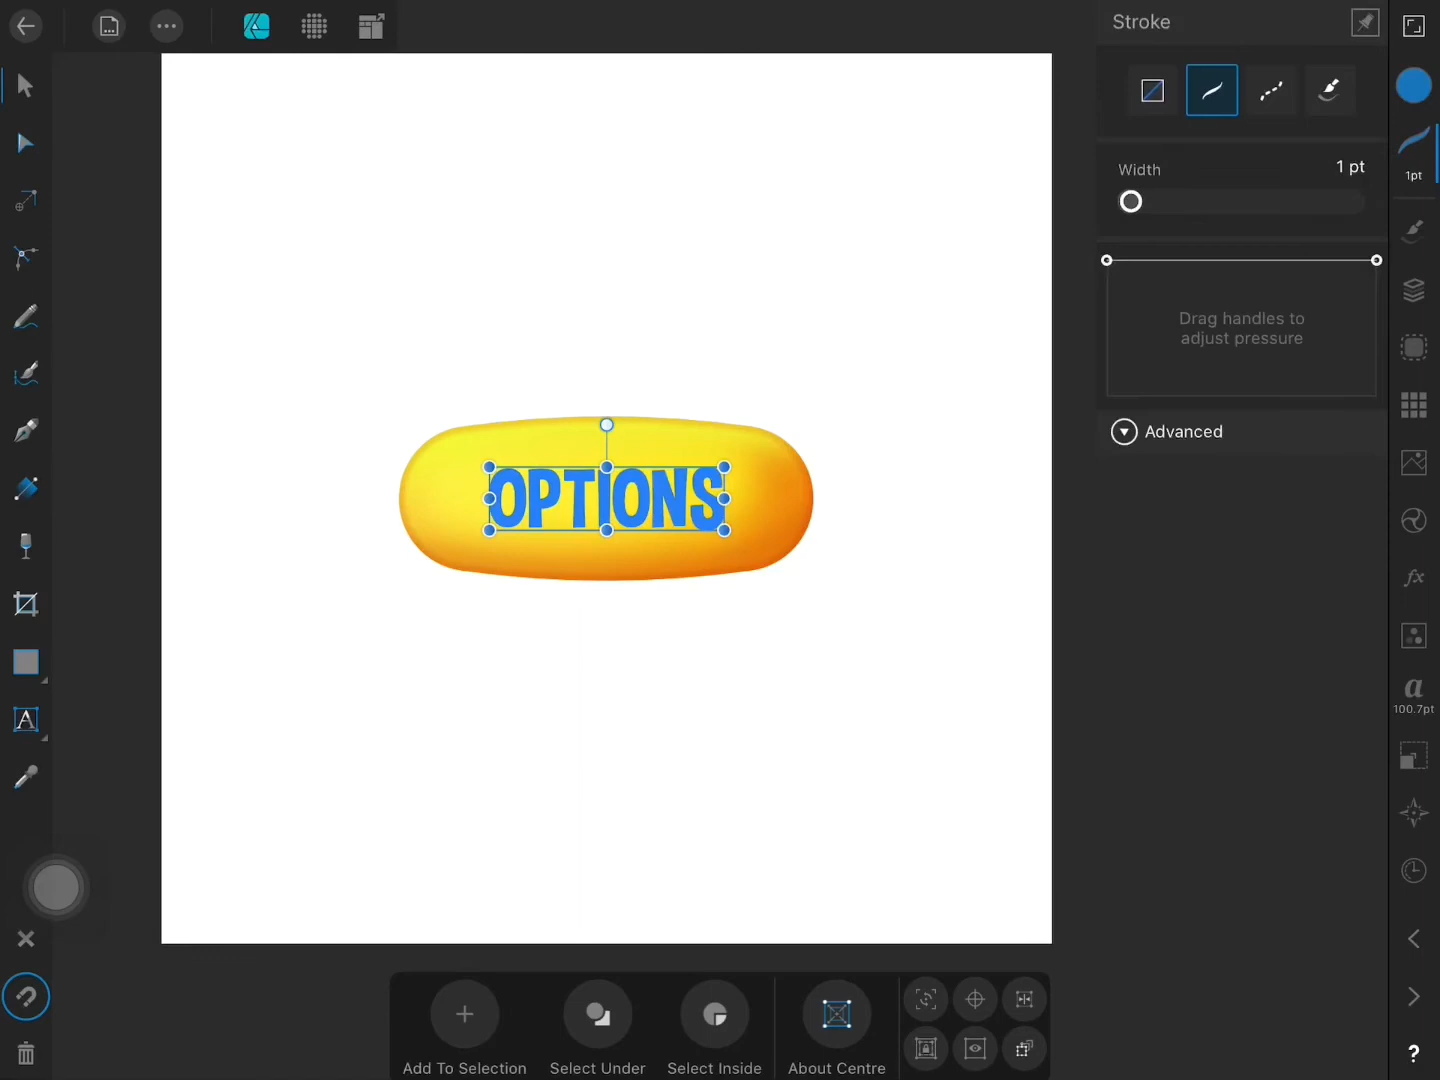 Stroke
1pt
Width
1 pt
Drag handles to
adjust pressure
Advanced
OPTIONS
fx
a
100.7pt
A
?
Add To Selection
Select Under
Select Inside
About Centre